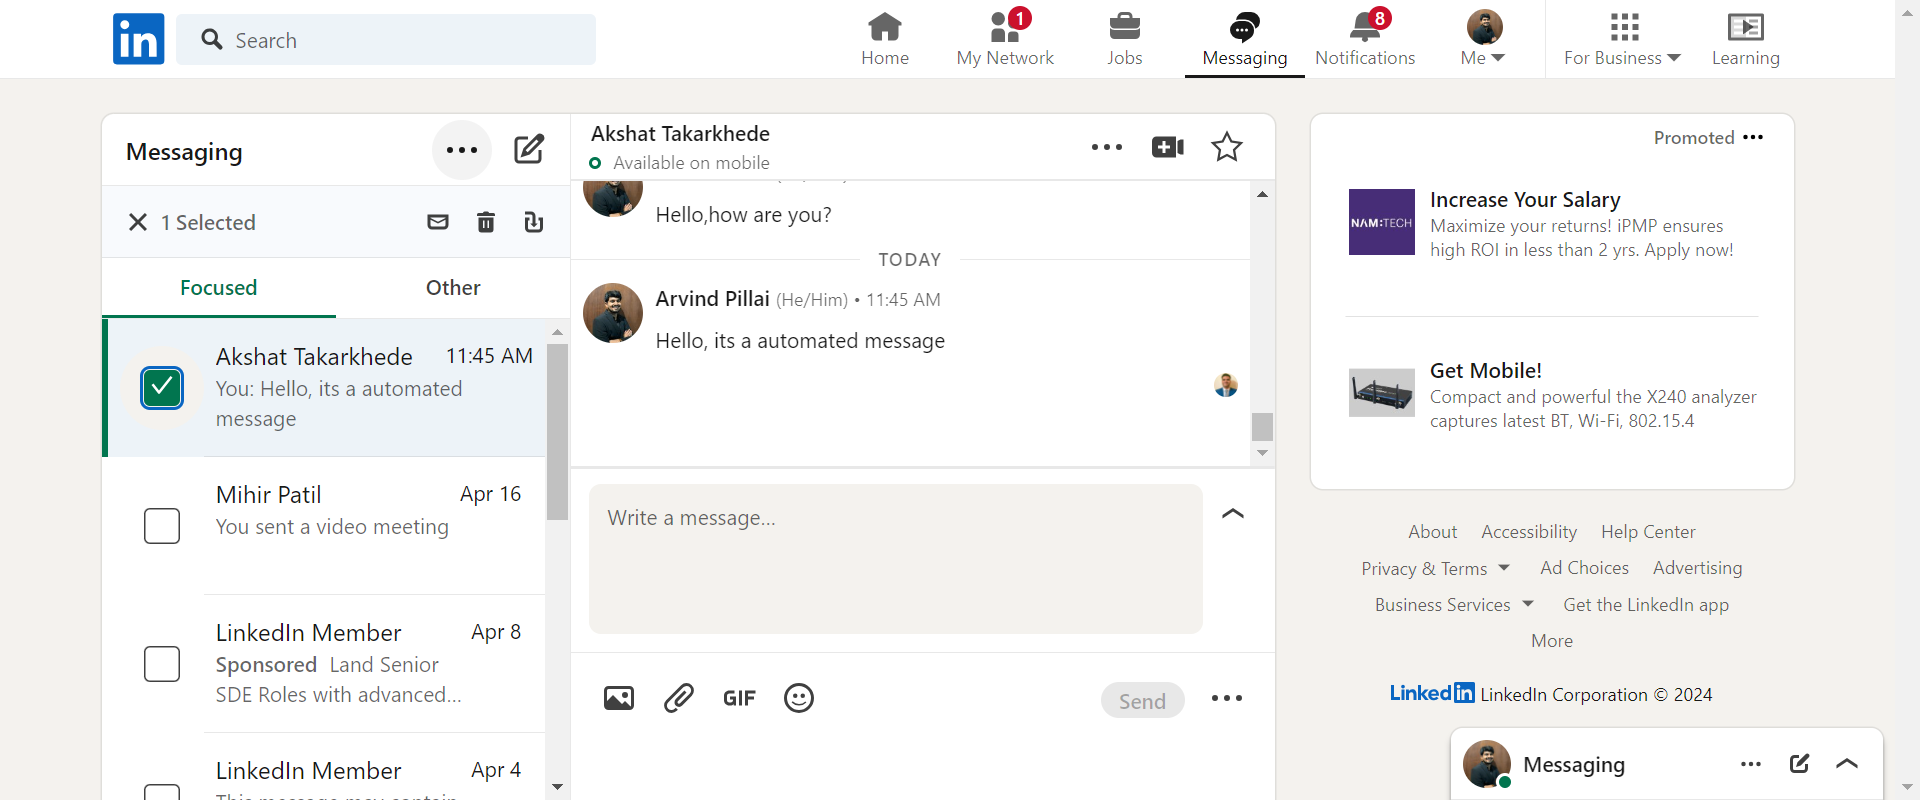 in
Search
Home
1
My Network
Jobs
Messaging
8
Notifications
Me
For Business
Learning
Messaging
1 Selected
Focused
Other
Akshat Takarkhede 11:45 AM
You: Hello, its a automated
message
Mihir Patil Apr 16
You sent a video meeting
LinkedIn Member Apr 8
Sponsored Land Senior
SDE Roles with advanced...
LinkedIn Member Apr 4
This message may contain
Akshat Takarkhede
Available on mobile
Hello,how are you?
TODAY
Arvind Pillai (He/Him) • 11:45 AM
Hello, its a automated message
Write a message...
GIF
Send
Promoted
NAM:TECH
Increase Your Salary
Maximize your returns! iPMP ensures
high ROI in less than 2 yrs. Apply now!
Get Mobile!
Compact and powerful the X240 analyzer
captures latest BT, Wi-Fi, 802.15.4
About Accessibility Help Center
Privacy & Terms Ad Choices Advertising
Business Services Get the LinkedIn app
More
Linkedin LinkedIn Corporation © 2024
Messaging